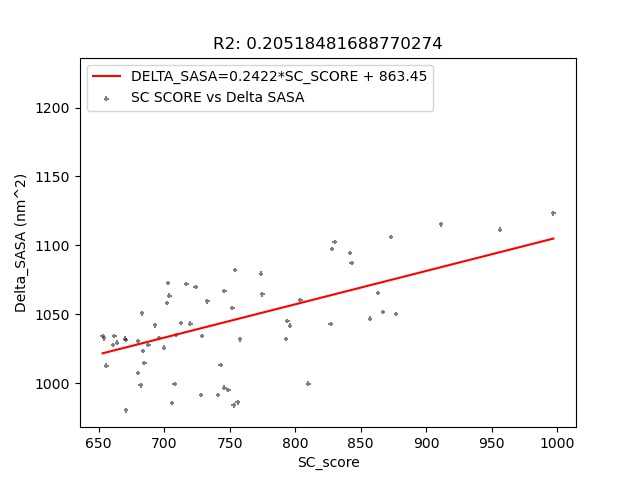 R2: 0.20518481688770274
DELTA_SASA=0.2422*SC_SCORE + 863.45
SC SCORE vs Delta SASA
Delta_SASA (nm^2)
1200
1150
1100
1050
1000
650 700 750 800 850 900 950 1000
SC_score